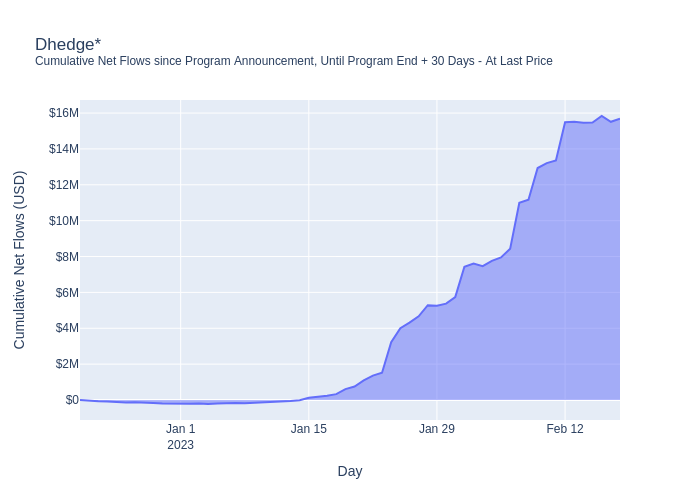 Dhedge*
Cumulative Net Flows since Program Announcement, Until Program End + 30 Days - At Last Price
Cumulative Net Flows (USD)
$16M
$14M
$12M
$10M
$8M
$6M
$4M
$2M
$0
Jan 1
2023
Jan 15
Jan 29
Feb 12
Day